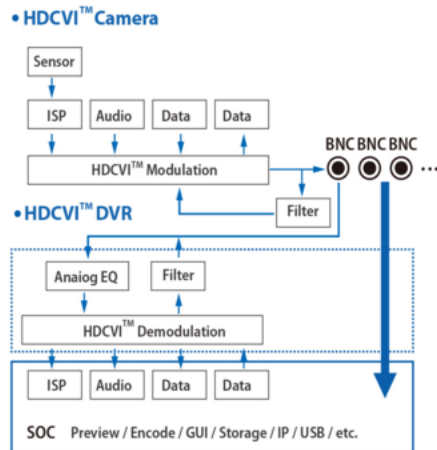 • HDCVI™ Camera
Sensor
ISP Audio Data Data
BNC BNC BNC
HDCVI™ Modulation
...
Filter
• HDCVI™ DVR
Anaiog EQ Filter
HDCVI™ Demodulation
ISP Audio Data Data
SOC Preview / Encode / GUI / Storage / IP / USB / etc.